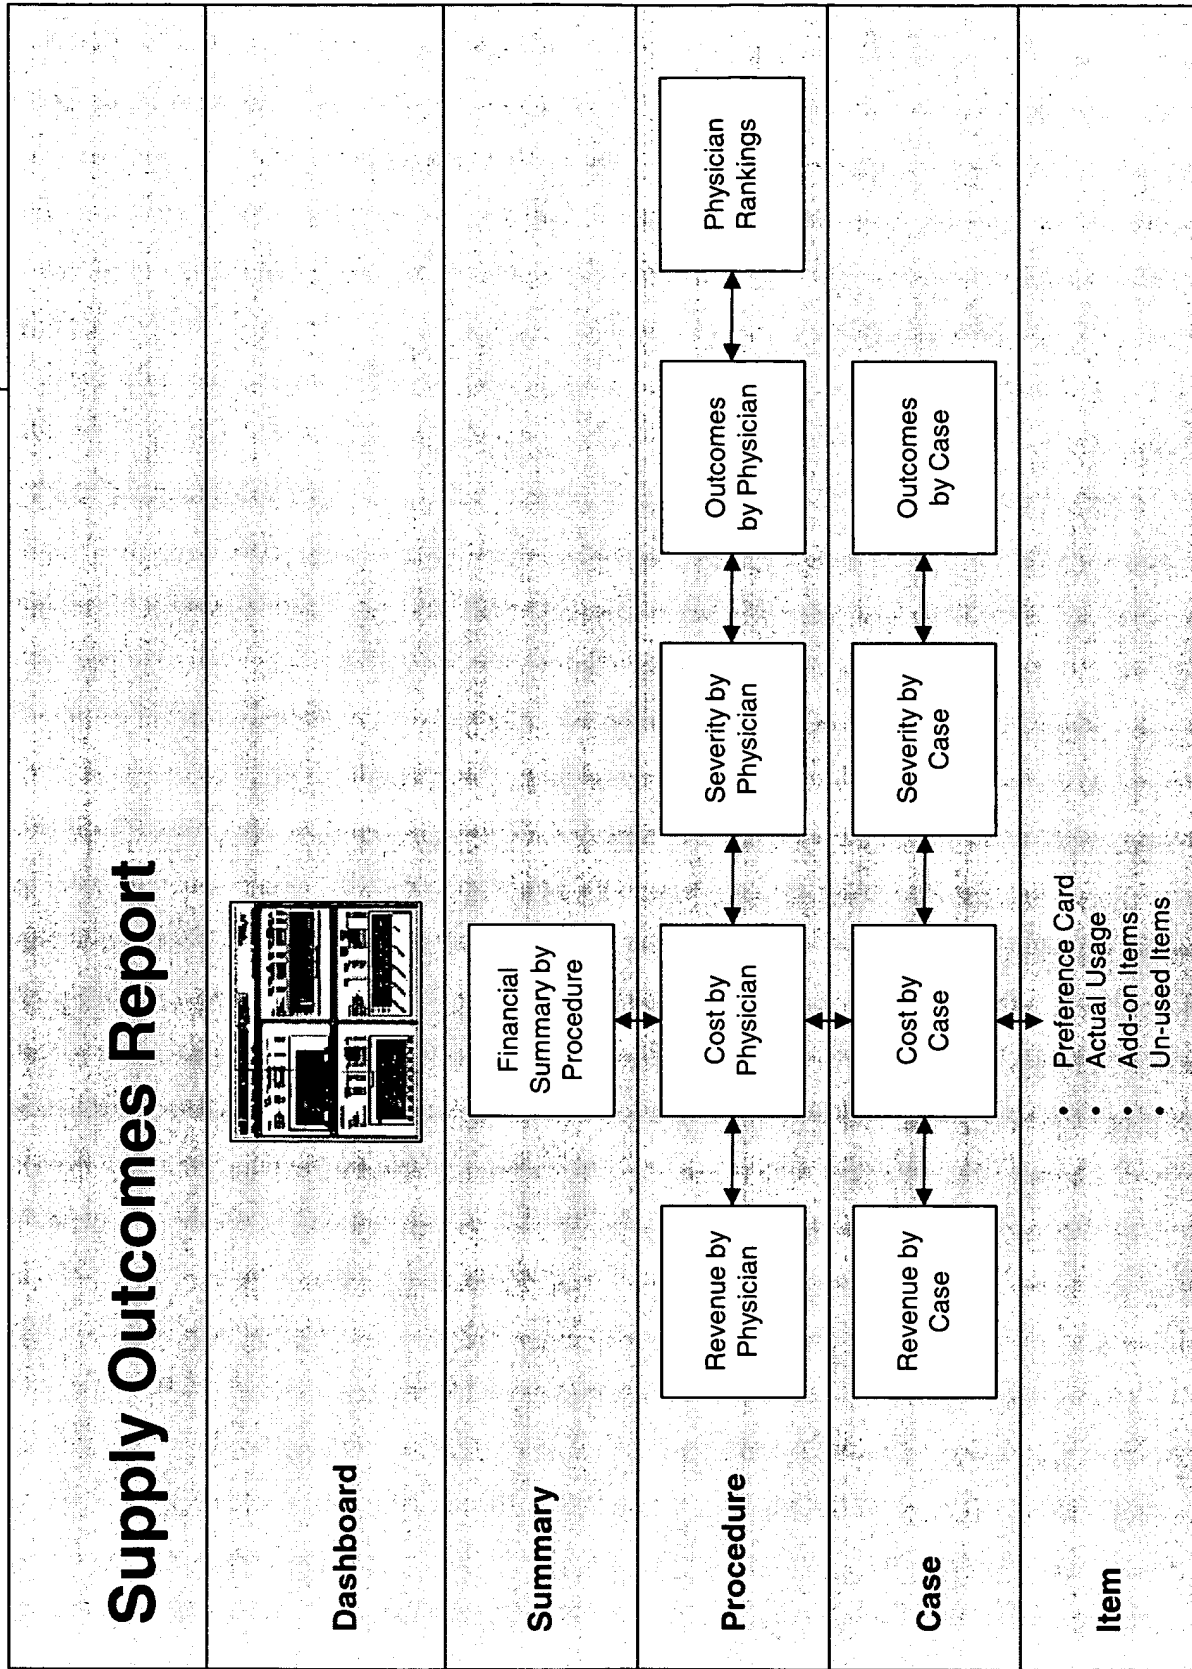 Supply Outcomes Report
Dashboard
Summary
Financial
Summary by
Procedure
Procedure
Revenue by
Physician
Cost by
Physician
Severity by
Physician
Outcomes
by Physician
Physician
Rankings
Case
Revenue by
Case
Cost by
Case
Severity by
Case
Outcomes
by Case
Item
• Preference Card
• Actual Usage
• Add-on Items
• Un-used Items